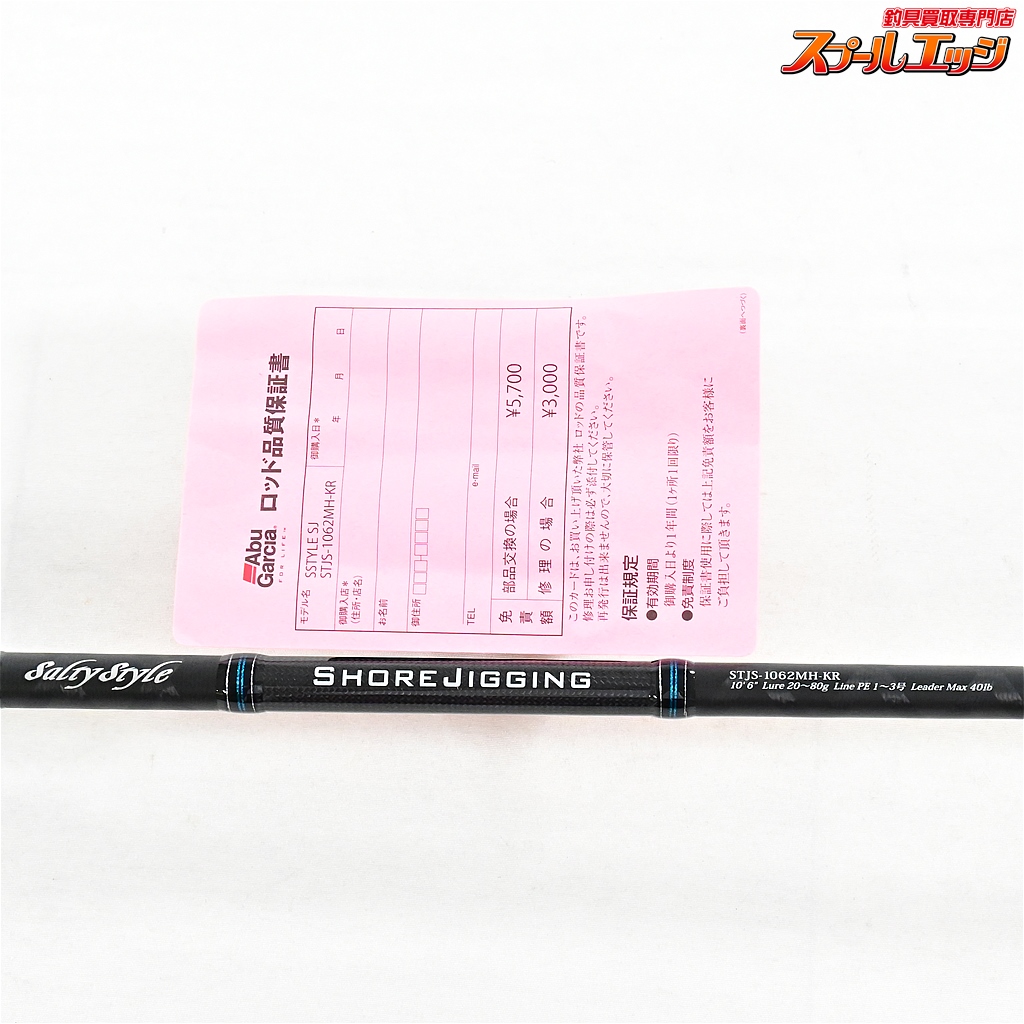 釣具買取専門店
スプールエッジ
Abu
Garcia®
FOR LIFE™
ロッド品質保証書
モデル名 SSTYLE SJ
STJS-1062MH-KR
御購入日* 年 月 日
御購入店*
(住所・店名)
お名前
御住所 □□□-□□□□
TEL e-mail
免責額
部品交換の場合 ¥5,700
修理の場合 ¥3,000
このカードは、お買い上げ頂いた弊社 ロッドの品質保証書です。
修理お申し付けの際は必ず添付してください。
再発行は出来ませんので、大切に保管してください。
保証規定
●有効期間
御購入日より1年間(1ヶ所1回限り)
●免責制度
保証書使用に際しては上記免責額をお客様に
ご負担して頂きます。
(裏面へつづく)
Salty Style
SHOREJIGGING
STJS-1062MH-KR
10'6" Lure 20～80g Line PE 1～3号 Leader Max 40lb